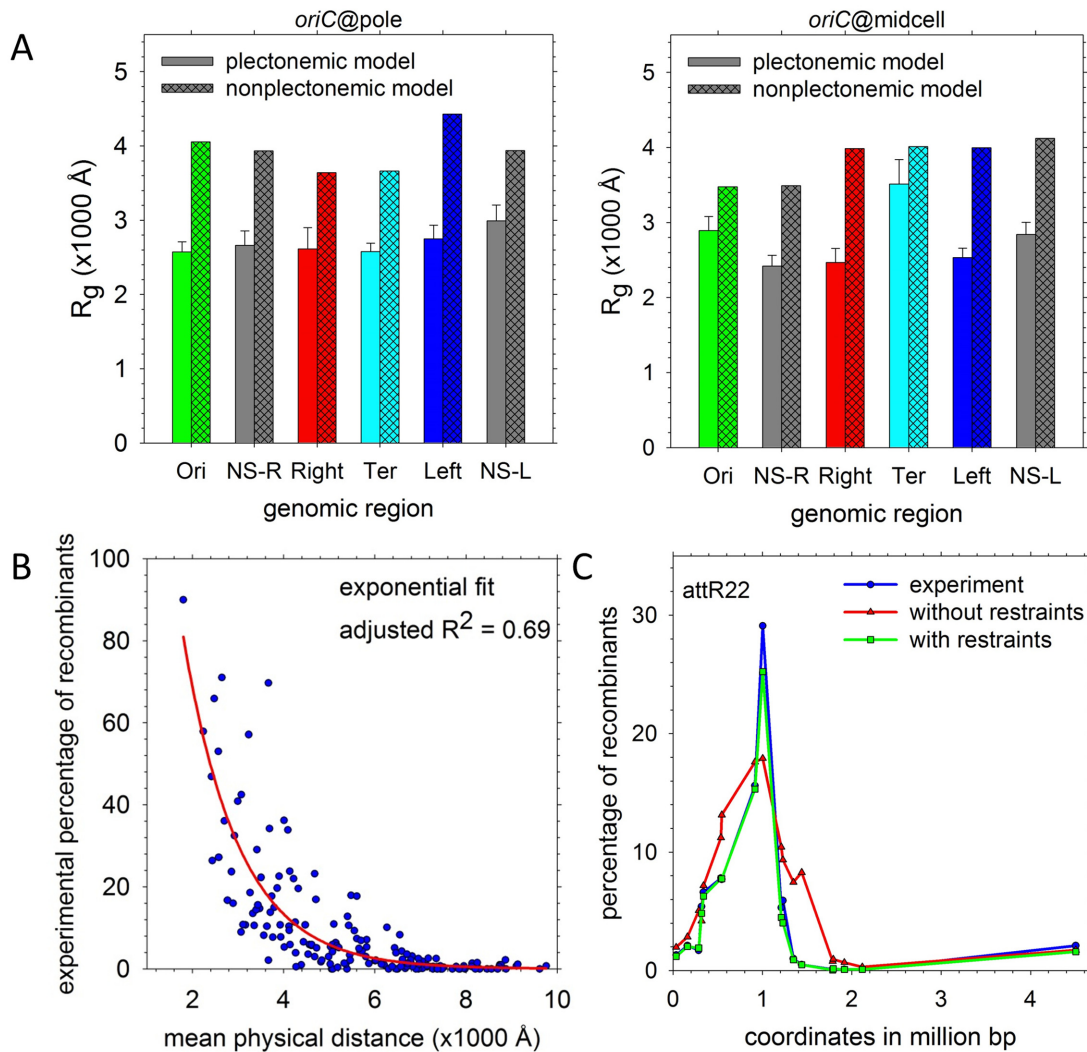 A
oriC@pole
plectonemic model
nonplectonemic model
Rg (x1000 Å)
5
4
3
2
1
0
Ori NS-R Right Ter Left NS-L
genomic region
oriC@midcell
plectonemic model
nonplectonemic model
Rg (x1000 Å)
5
4
3
2
1
0
Ori NS-R Right Ter Left NS-L
genomic region
B
exponential fit
adjusted R2 = 0.69
experimental percentage of recombinants
100
80
60
40
20
0
2 4 6 8 10
mean physical distance (x1000 Å)
C
attR22
experiment
without restraints
with restraints
percentage of recombinants
30
20
10
0
0 1 2 3 4
coordinates in million bp